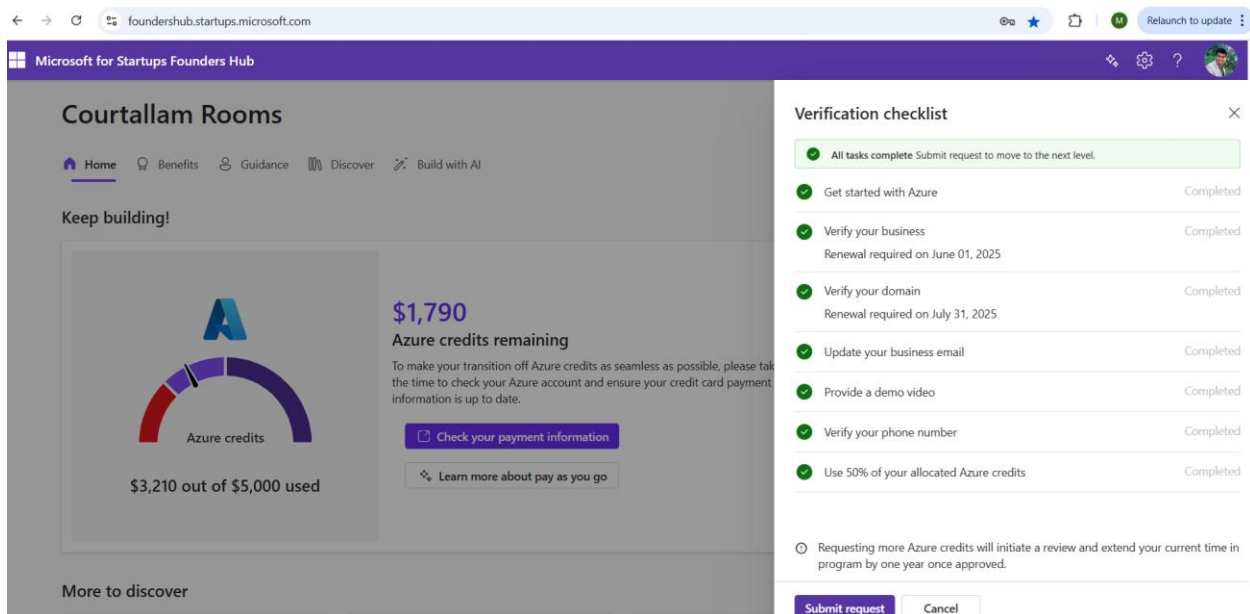 foundershub.startups.microsoft.com
M
Relaunch to update
Microsoft for Startups Founders Hub
?
Courtallam Rooms
Home
Benefits
Guidance
Discover
Build with AI
Keep building!
Azure credits
$3,210 out of $5,000 used
$1,790
Azure credits remaining
To make your transition off Azure credits as seamless as possible, please tak
the time to check your Azure account and ensure your credit card payment
information is up to date.
Check your payment information
Learn more about pay as you go
More to discover
Verification checklist
All tasks complete Submit request to move to the next level.
Get started with Azure Completed
Verify your business Completed
Renewal required on June 01, 2025
Verify your domain Completed
Renewal required on July 31, 2025
Update your business email Completed
Provide a demo video Completed
Verify your phone number Completed
Use 50% of your allocated Azure credits Completed
Requesting more Azure credits will initiate a review and extend your current time in
program by one year once approved.
Submit request
Cancel